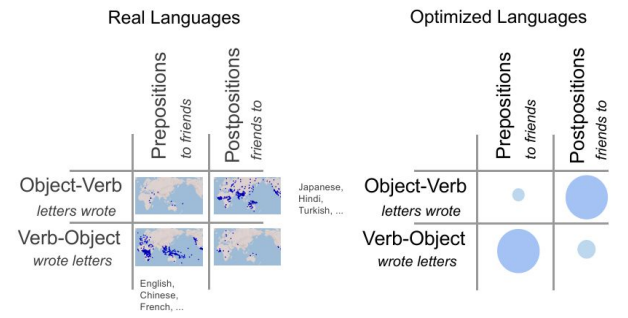 Real Languages
Prepositions
to friends
Postpositions
friends to
Object-Verb
letters wrote
Japanese,
Hindi,
Turkish, ...
Verb-Object
wrote letters
English,
Chinese,
French, ...
Optimized Languages
Prepositions
to friends
Postpositions
friends to
Object-Verb
letters wrote
Verb-Object
wrote letters